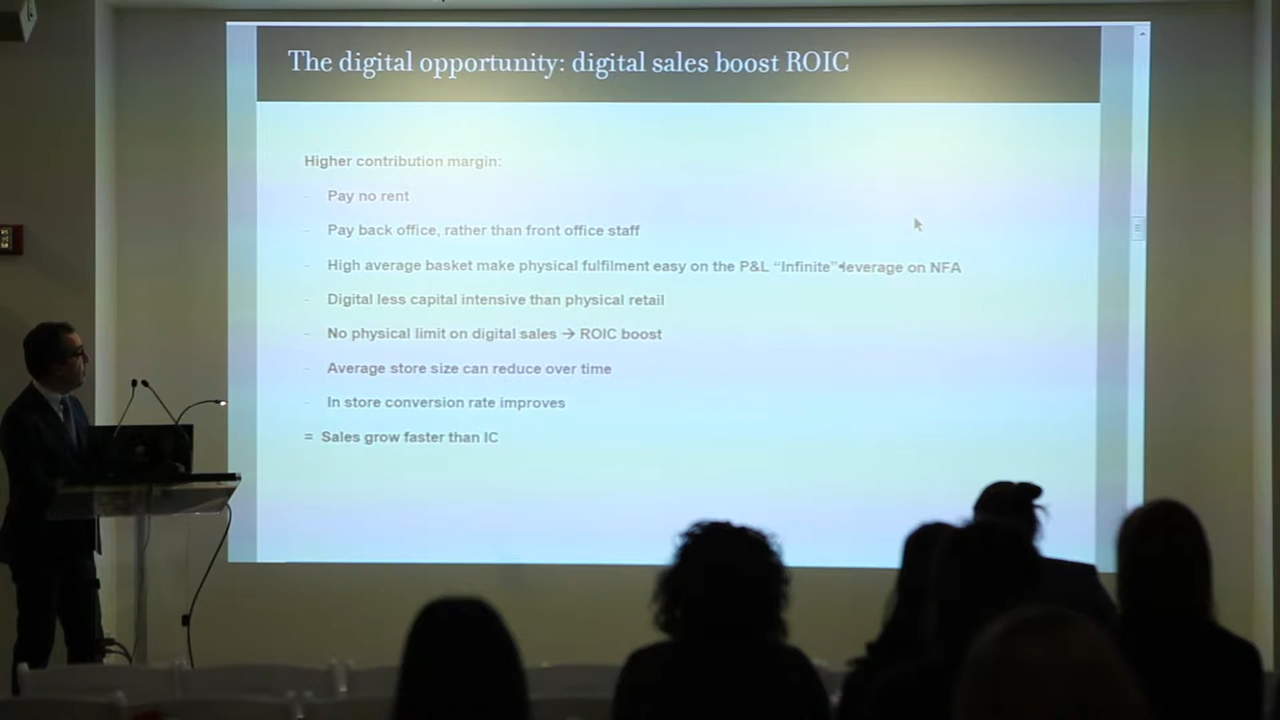 The digital opportunity: digital sales boost ROIC
Higher contribution margin:
- Pay no rent
- Pay back office, rather than front office staff
- High average basket make physical fulfilment easy on the P&L “Infinite” leverage on NFA
- Digital less capital intensive than physical retail
- No physical limit on digital sales → ROIC boost
- Average store size can reduce over time
- In store conversion rate improves
= Sales grow faster than IC